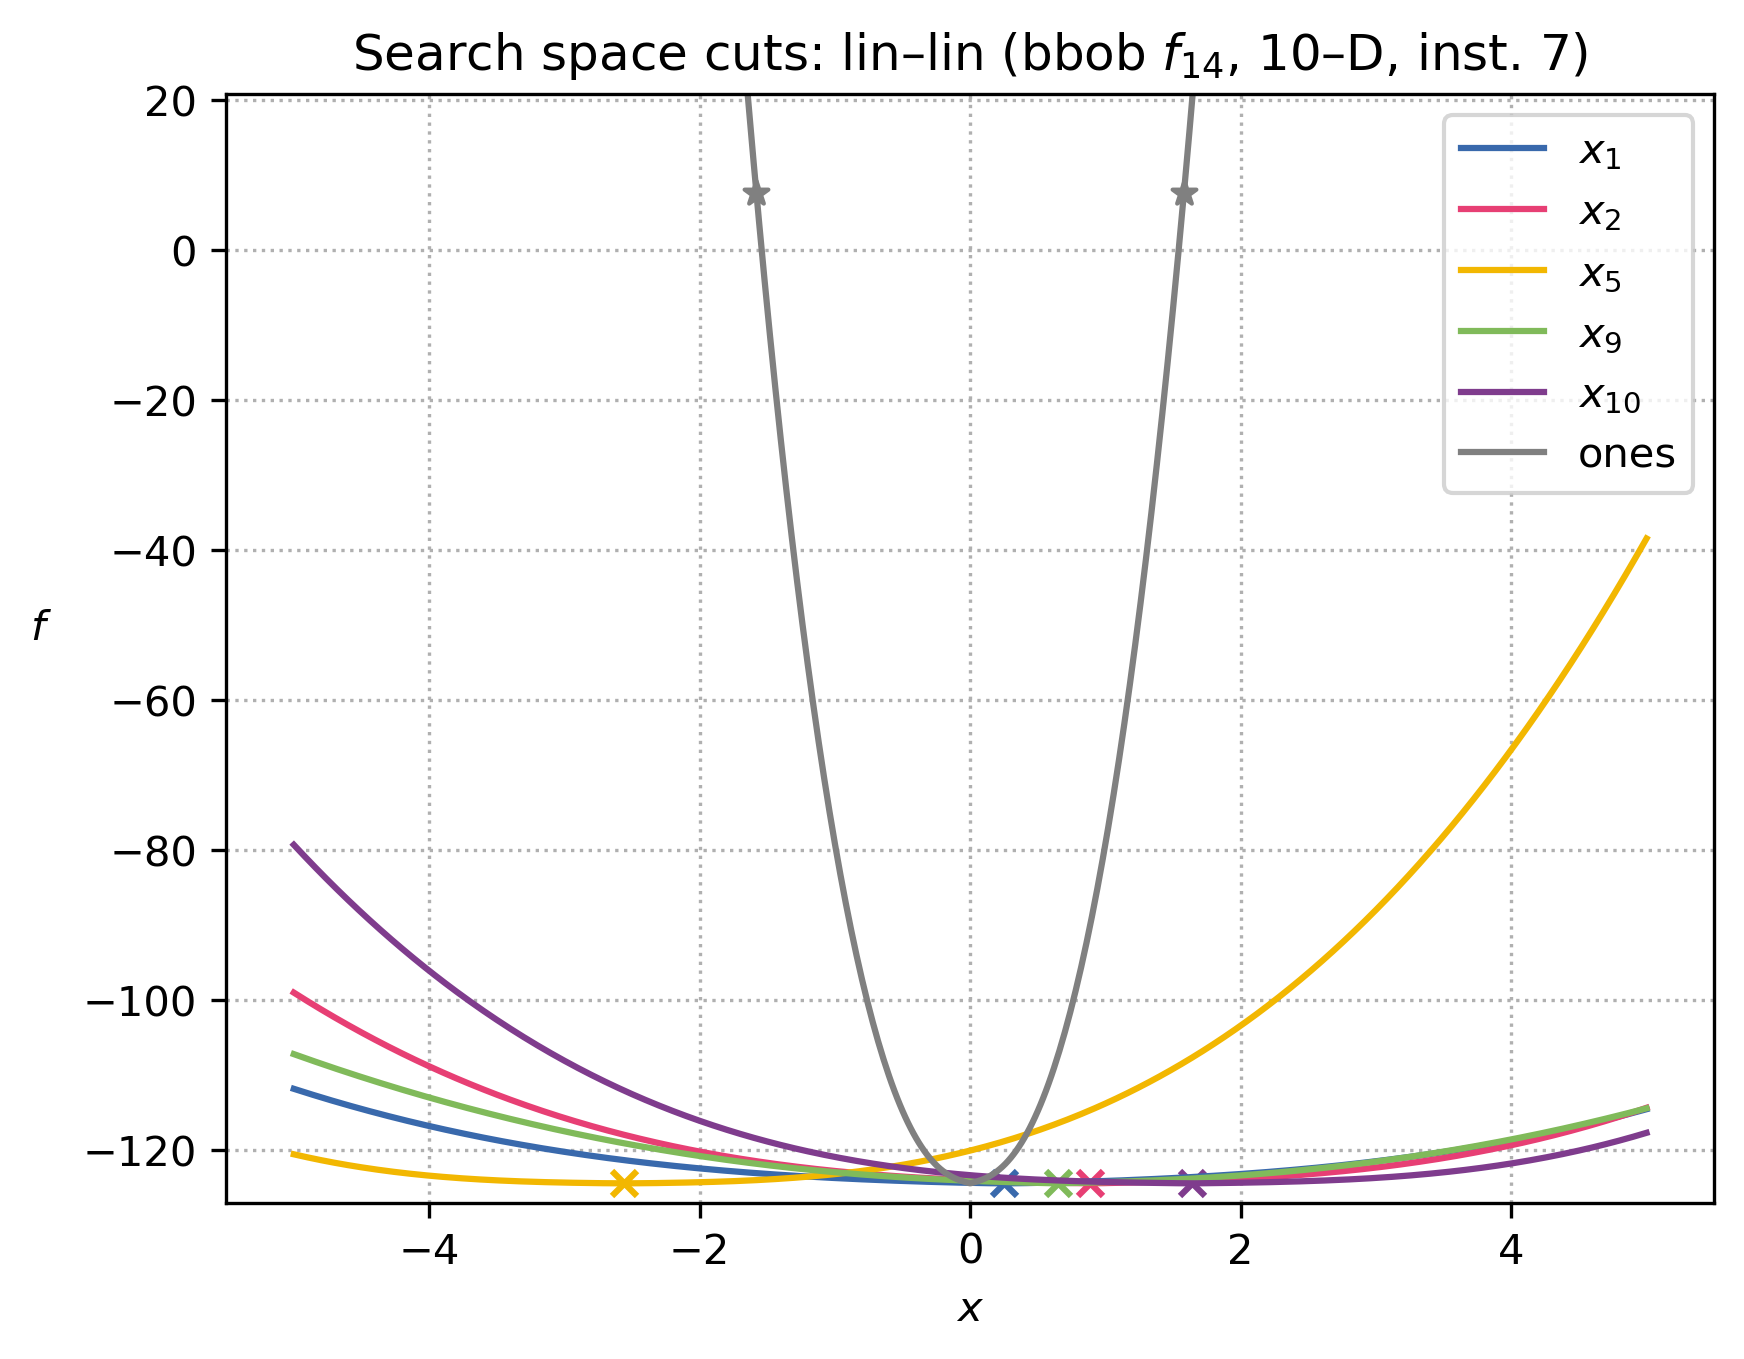 Search space cuts: lin–lin (bbob f₁₄, 10–D, inst. 7)
20
0
−20
−40
−60
−80
−100
−120
f
x₁
x₂
x₅
x₉
x₁₀
ones
−4 −2 0 2 4
x